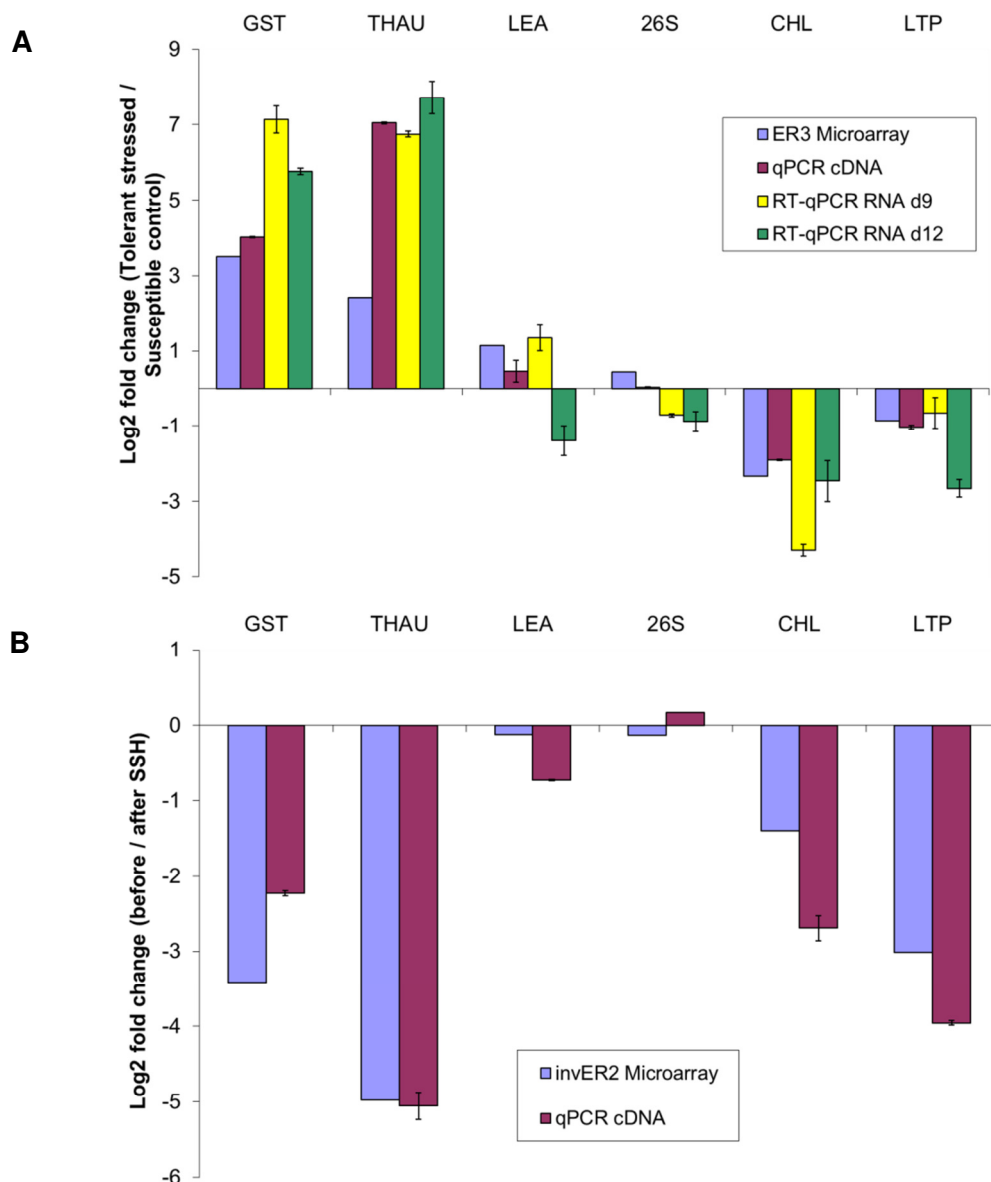 A
GST THAU LEA 26S CHL LTP
Log2 fold change (Tolerant stressed /
Susceptible control)
9
7
5
3
1
-1
-3
-5
ER3 Microarray
qPCR cDNA
RT-qPCR RNA d9
RT-qPCR RNA d12
B
GST THAU LEA 26S CHL LTP
Log2 fold change (before / after SSH)
1
0
-1
-2
-3
-4
-5
-6
invER2 Microarray
qPCR cDNA